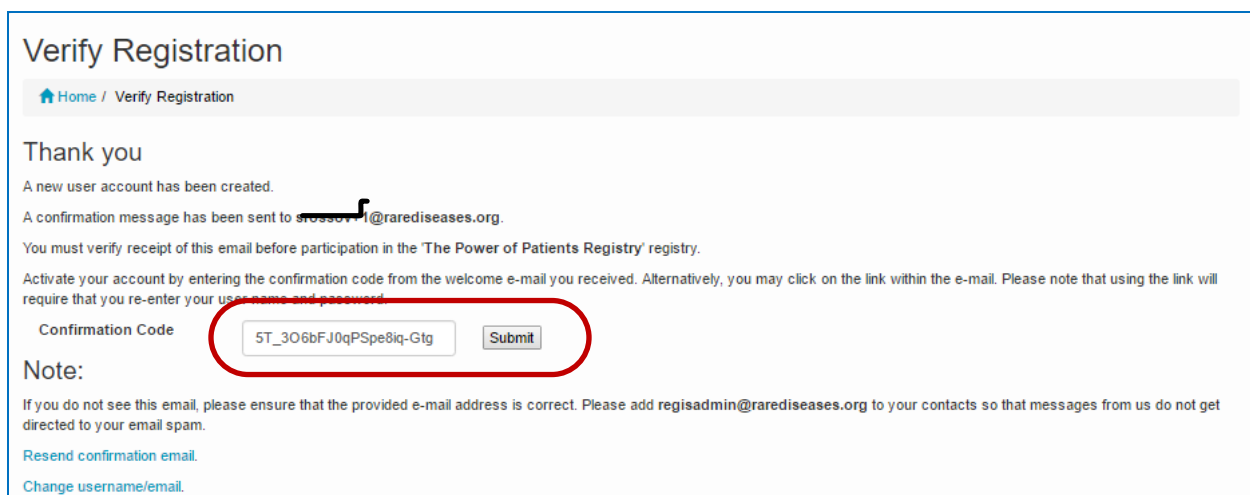 Verify Registration
Home / Verify Registration
Thank you
A new user account has been created.
A confirmation message has been sent to 1@rarediseases.org.
You must verify receipt of this email before participation in the 'The Power of Patients Registry' registry.
Activate your account by entering the confirmation code from the welcome e-mail you received. Alternatively, you may click on the link within the e-mail. Please note that using the link will
require that you re-enter your user name and password.
Confirmation Code
5T_3O6bFJ0qPSpe8iq-Gtg
Submit
Note:
If you do not see this email, please ensure that the provided e-mail address is correct. Please add regisadmin@rarediseases.org to your contacts so that messages from us do not get
directed to your email spam.
Resend confirmation email.
Change username/email.